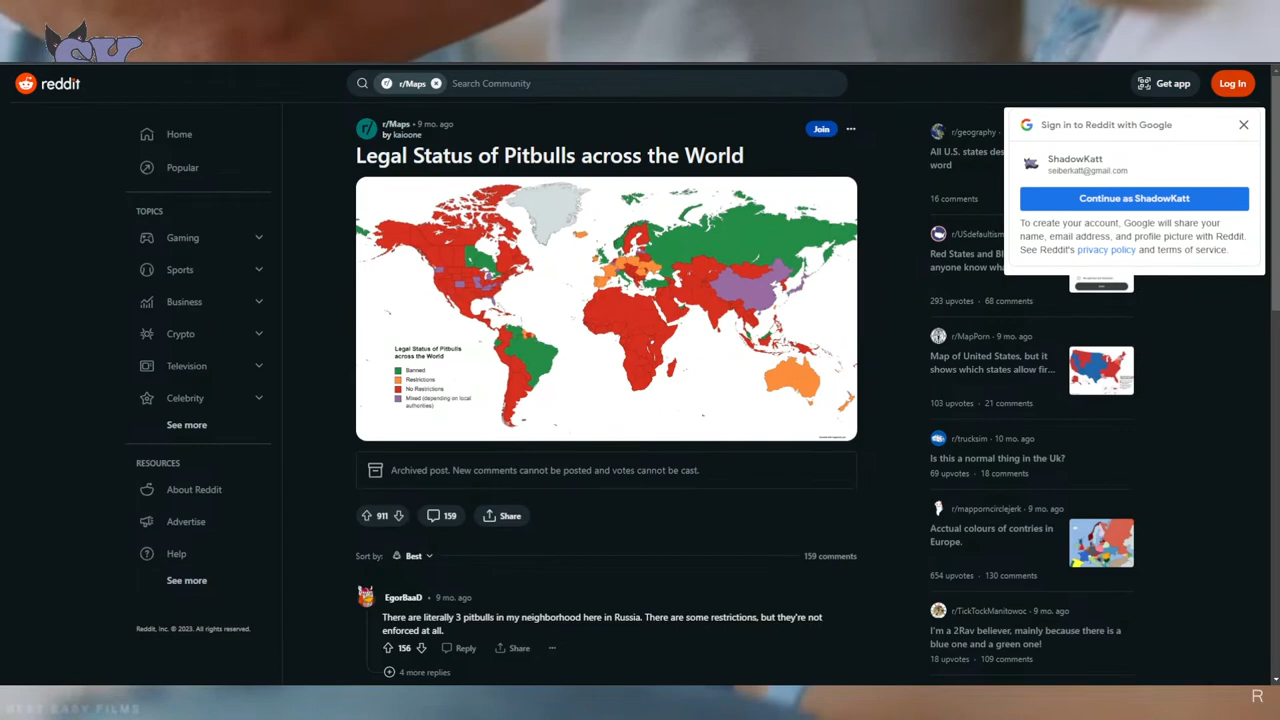 CV
reddit
r/Maps
Search Community
Get app
Log In
Home
Popular
TOPICS
Gaming
Sports
Business
Crypto
Television
Celebrity
See more
RESOURCES
About Reddit
Advertise
Help
See more
Reddit, Inc. © 2023. All rights reserved.
r/Maps • 9 mo. ago
by kaioone
Join
Legal Status of Pitbulls across the World
Legal Status of Pitbulls
across the World
Banned
Restrictions
No Restrictions
Mixed (depending on local
authorities)
Archived post. New comments cannot be posted and votes cannot be cast.
911
159
Share
Sort by:
Best
159 comments
EgorBaaD • 9 mo. ago
There are literally 3 pitbulls in my neighborhood here in Russia. There are some restrictions, but they're not
enforced at all.
156
Reply
Share
4 more replies
r/geography •
All U.S. states des
word
16 comments
r/USdefaultism
Red States and Bl
anyone know wha
293 upvotes • 68 comments
r/MapPorn • 9 mo. ago
Map of United States, but it
shows which states allow fir...
103 upvotes • 21 comments
r/trucksim • 10 mo. ago
Is this a normal thing in the Uk?
69 upvotes • 18 comments
r/mapporncirclejerk • 9 mo. ago
Acctual colours of contries in
Europe.
654 upvotes • 130 comments
r/TickTockManitowoc • 9 mo. ago
I'm a 2Rav believer, mainly because there is a
blue one and a green one!
18 upvotes • 109 comments
Sign in to Reddit with Google
ShadowKatt
seiberkatt@gmail.com
Continue as ShadowKatt
To create your account, Google will share your
name, email address, and profile picture with Reddit.
See Reddit's privacy policy and terms of service.
BEST EASY FILMS
R